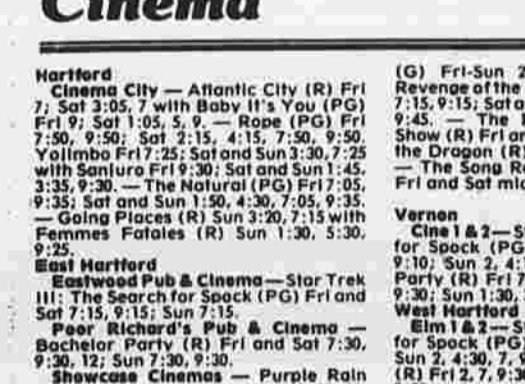 Cinema
Hartford
Cinema City — Atlantic City (R) Fri
7; Sat 3:05, 7 with Baby It's You (PG)
Fri 9; Sat 1:05, 5, 9. — Rope (PG) Fri
7:50, 9:50; Sat 2:15, 4:15, 7:50, 9:50.
Yojimbo Fri 7:25; Sat and Sun 3:30, 7:25
with Sanjuro Fri 9:30; Sat and Sun 1:45,
3:35, 9:30. — The Natural (PG) Fri 7:05,
9:35; Sat and Sun 1:50, 4:30, 7:05, 9:35.
— Going Places (R) Sun 3:20, 7:15 with
Femmes Fatales (R) Sun 1:30, 5:30,
9:25.
East Hartford
Eastwood Pub & Cinema — Star Trek
III: The Search for Spock (PG) Fri and
Sat 7:15, 9:15; Sun 7:15.
Poor Richard's Pub & Cinema —
Bachelor Party (R) Fri and Sat 7:30,
9:30, 12; Sun 7:30, 9:30.
Showcase Cinemas — Purple Rain
(G) Fri-Sun 2
Revenge of the
7:15, 9:15; Sat a
9:45. — The
Show (R) Fri an
the Dragon (R)
— The Song Re
Fri and Sat mid
Vernon
Cine 1 & 2 — S
for Spock (PG)
9:10; Sun 2, 4:
Party (R) Fri 7
9:30; Sun 1:30,
West Hartford
Elm 1 & 2 — S
for Spock (PG)
Sun 2, 4:30, 7, 9
(R) Fri 2, 7, 9:30